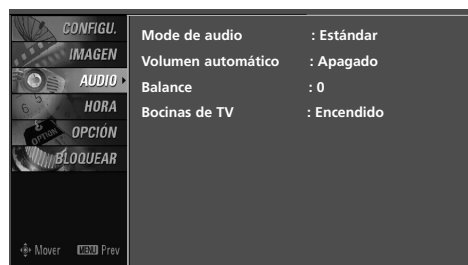 CONFIGU.
IMAGEN
AUDIO
HORA
OPCIÓN
BLOQUEAR
Mode de audio : Estándar
Volumen automático : Apagado
Balance : 0
Bocinas de TV : Encendido
Mover MENU Prev